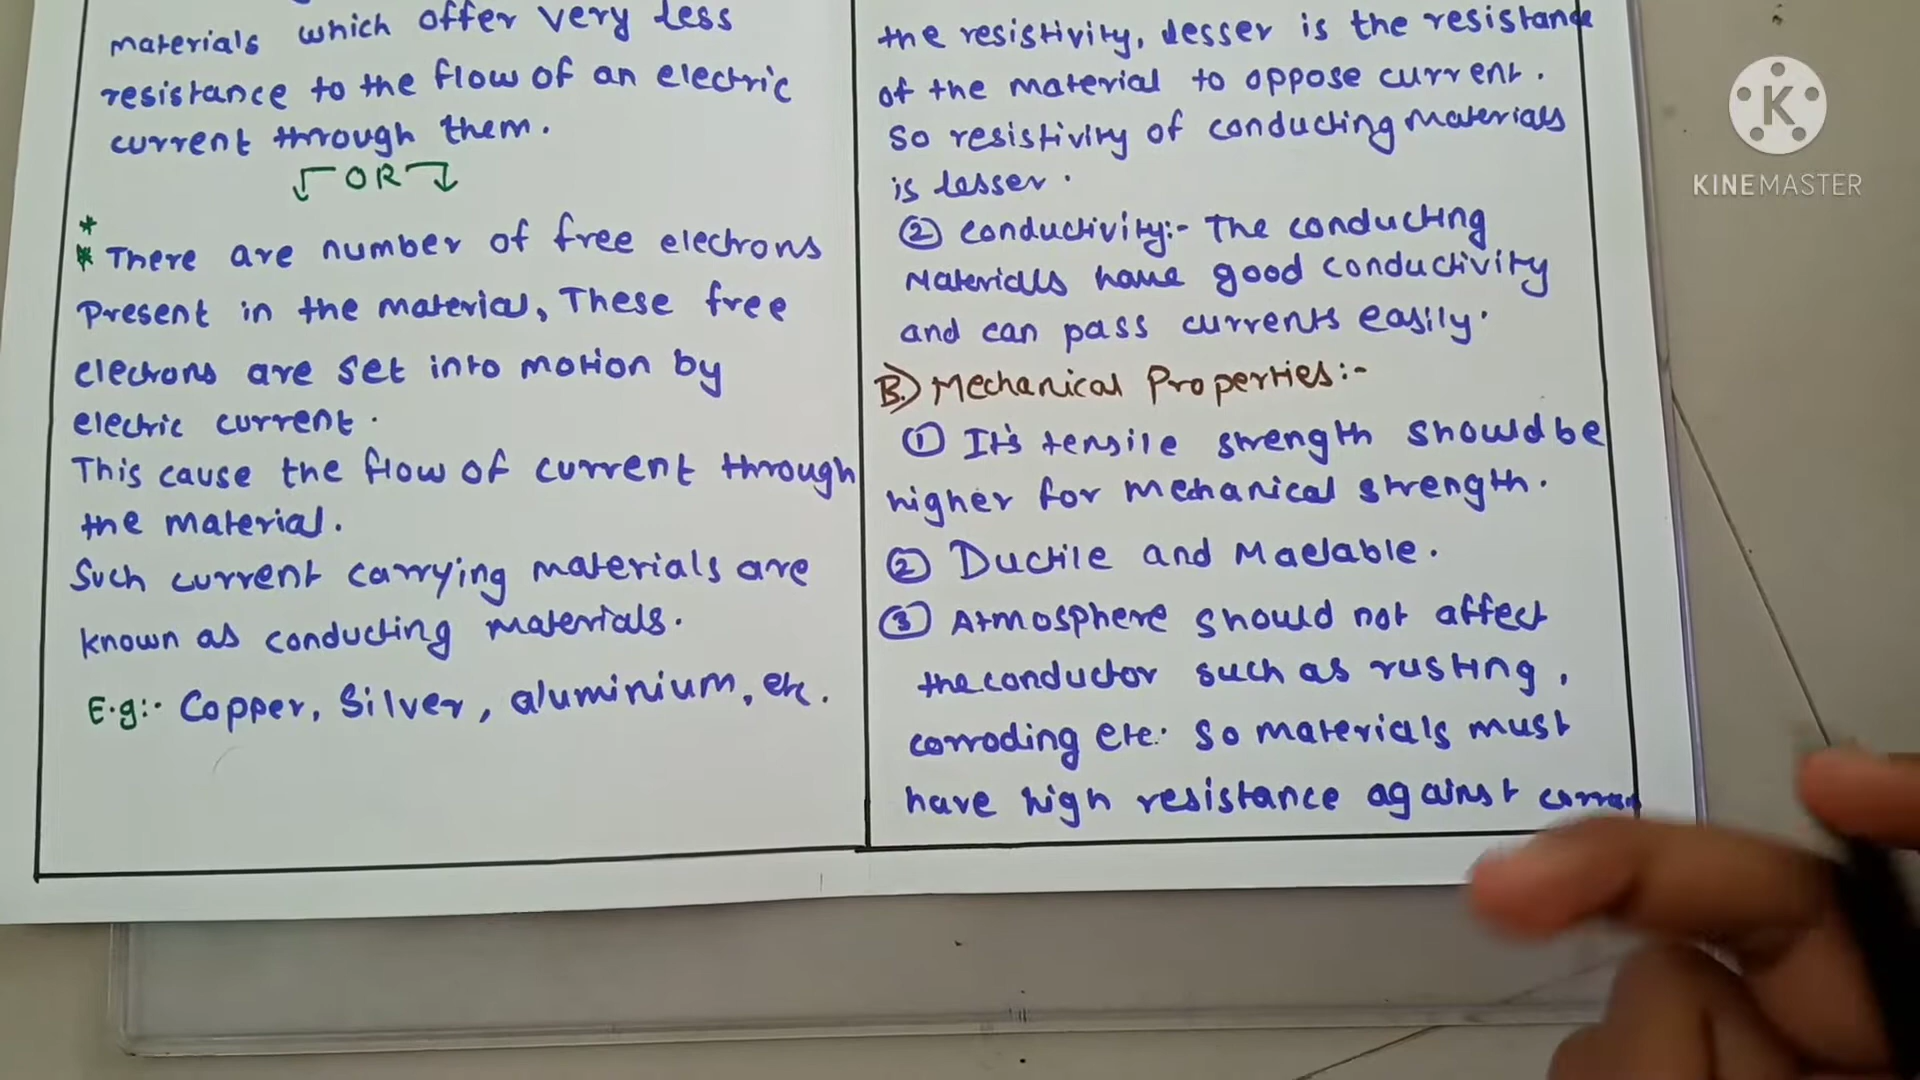 materials which offer very less
resistance to the flow of an electric
current through them.
OR
* There are number of free electrons
Present in the material, These free
electrons are set into motion by
electric current.
This cause the flow of current through
the material.
Such current carrying materials are
known as conducting materials.
E.g:- Copper, Silver, aluminium, etc.
the resistivity, Lesser is the resistance
of the material to oppose current.
So resistivity of conducting materials
is Lesser.
② Conductivity:- The conducting
Materials have good conductivity
and can pass currents easily.
B.) Mechanical Properties:-
① It's tensile strength should be
higher for mechanical strength.
② Ductile and Maelable.
③ Atmosphere should not affect
the conductor such as rusting,
corroding etc. So materials must
have high resistance against
KINEMASTER